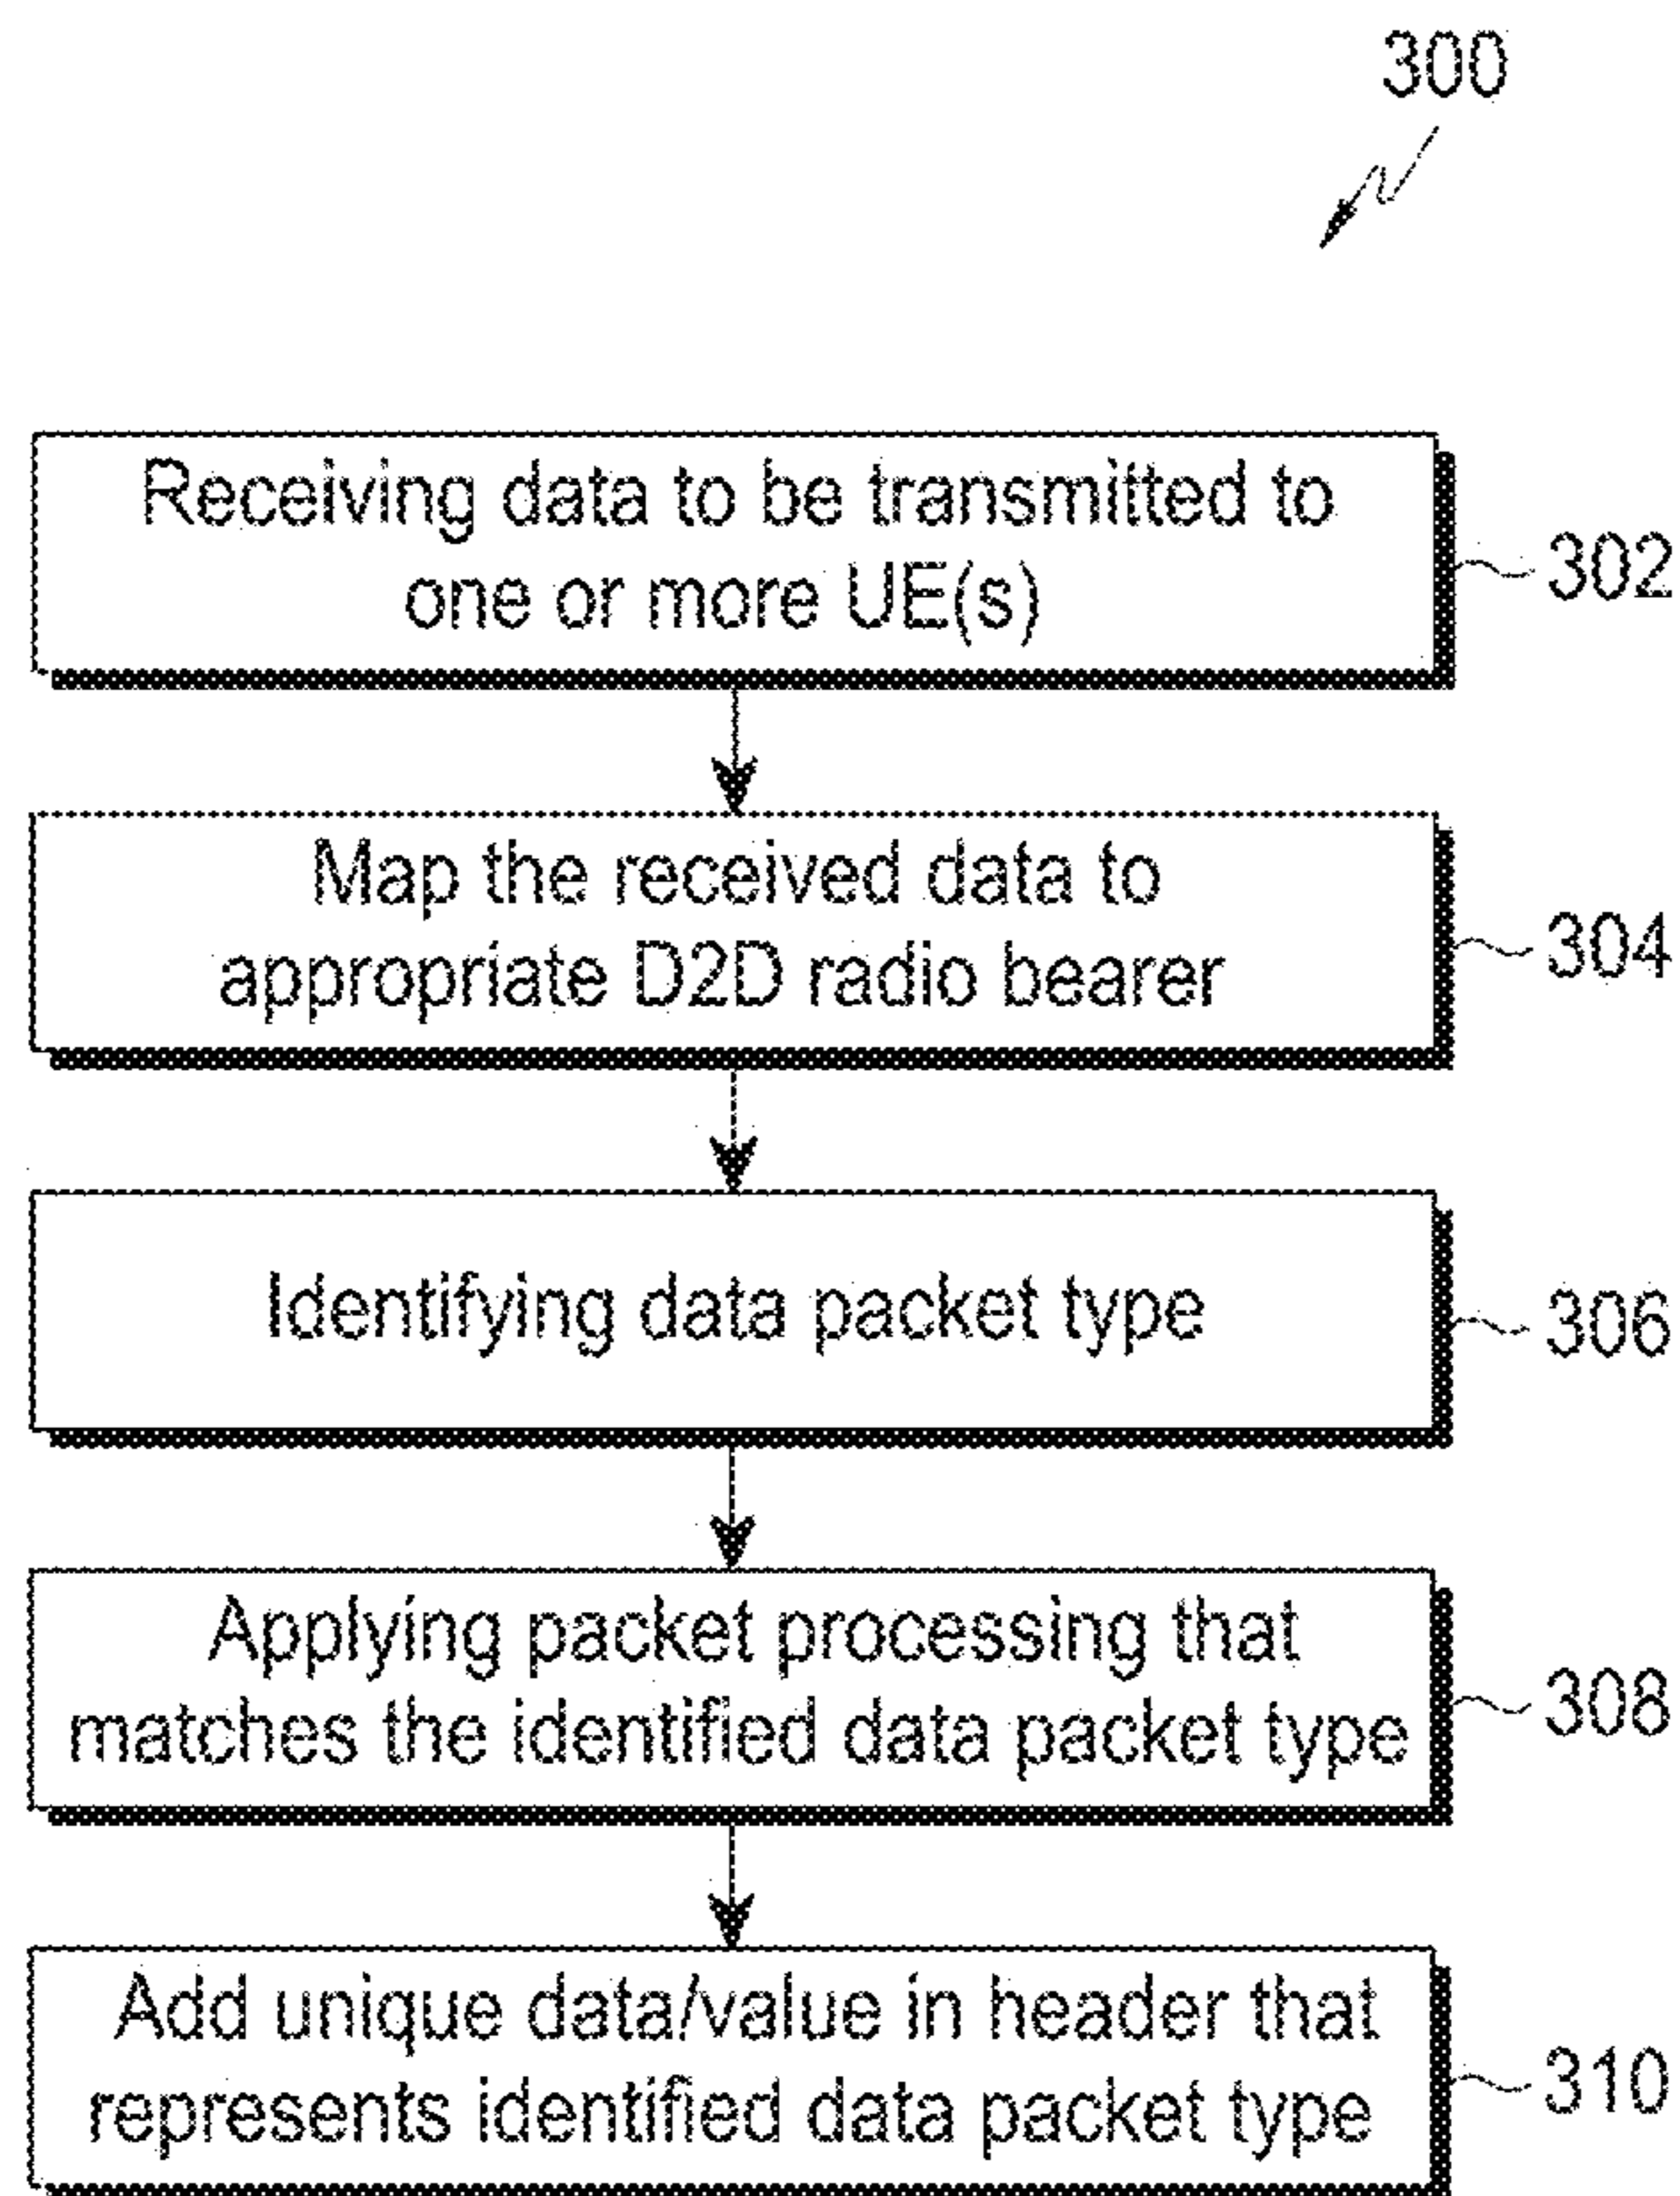 300
Receiving data to be transmitted to
one or more UE(s)
302
Map the received data to
appropriate D2D radio bearer
304
Identifying data packet type
306
Applying packet processing that
matches the identified data packet type
308
Add unique data/value in header that
represents identified data packet type
310